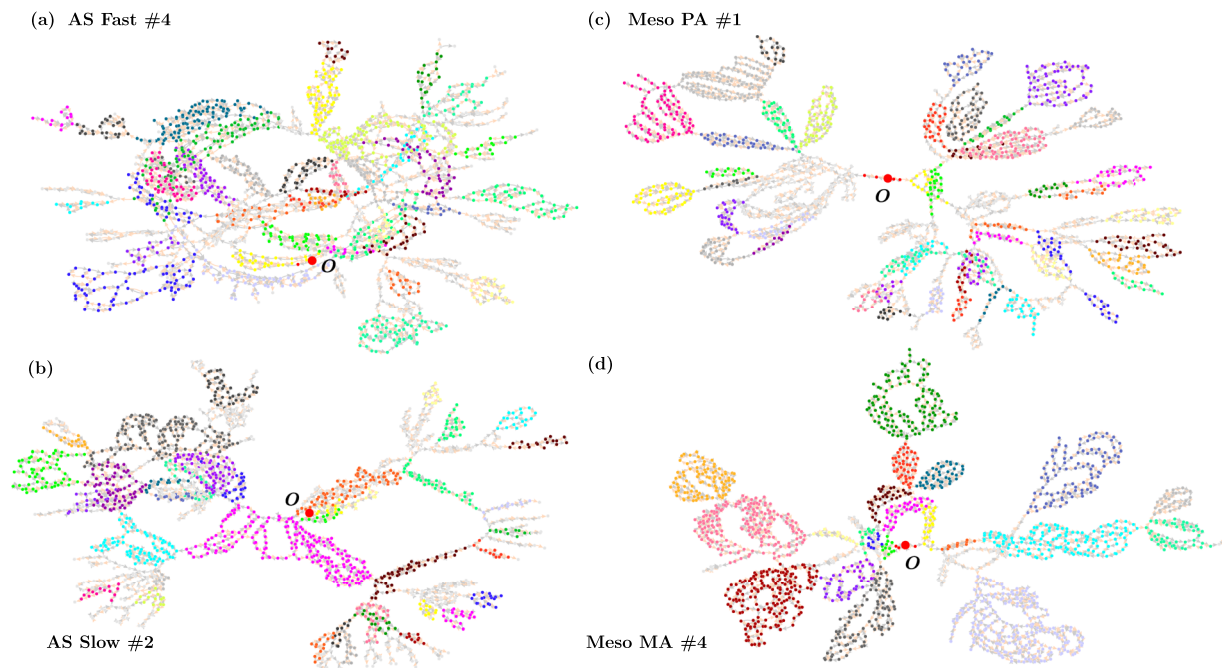 (a) AS Fast #4
(c) Meso PA #1
O
O
(b)
(d)
O
O
AS Slow #2
Meso MA #4